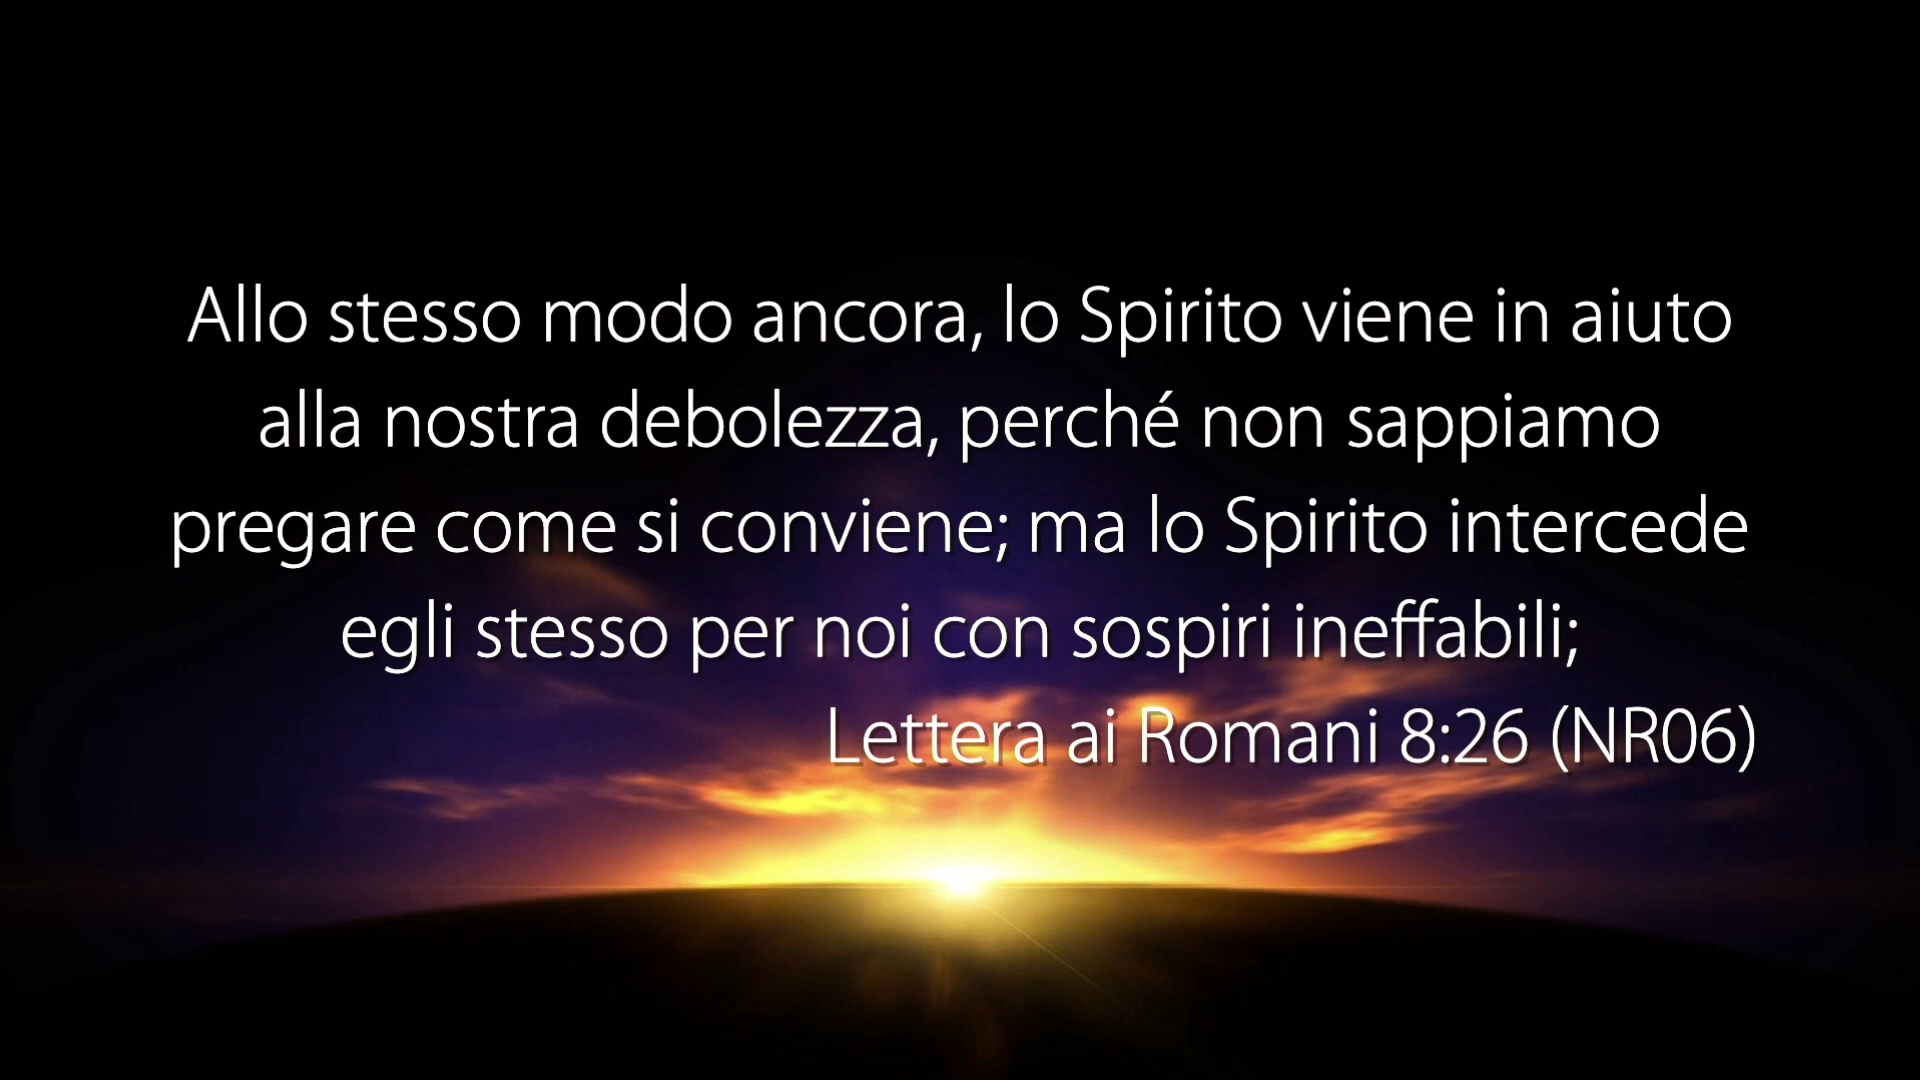 Allo stesso modo ancora, lo Spirito viene in aiuto
alla nostra debolezza, perché non sappiamo
pregare come si conviene; ma lo Spirito intercede
egli stesso per noi con sospiri ineffabili;
Lettera ai Romani 8:26 (NR06)